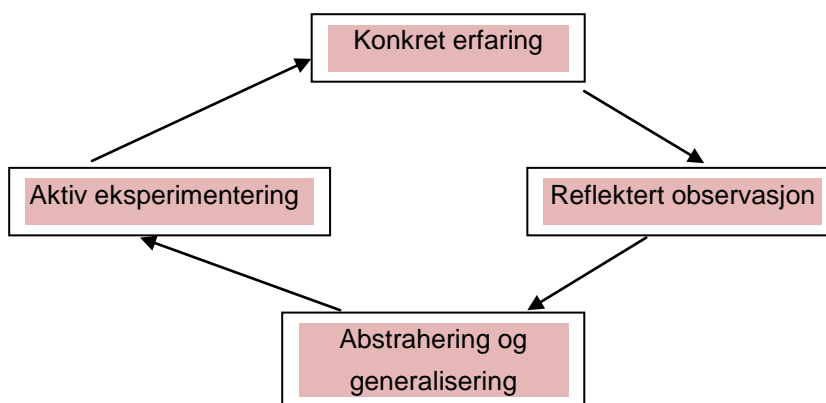 Konkret erfaring
Aktiv eksperimentering
Reflektert observasjon
Abstrahering og
generalisering